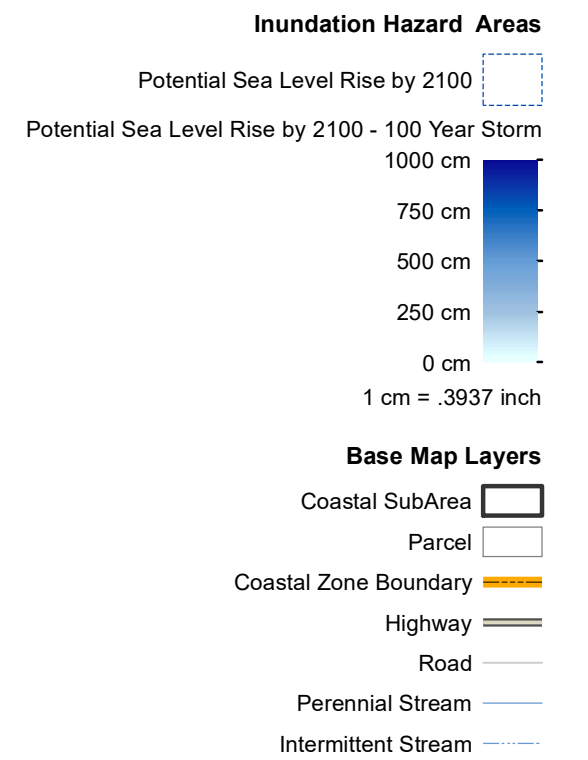 Inundation Hazard Areas
Potential Sea Level Rise by 2100
Potential Sea Level Rise by 2100 - 100 Year Storm
1000 cm
750 cm
500 cm
250 cm
0 cm
1 cm = .3937 inch
Base Map Layers
Coastal SubArea
Parcel
Coastal Zone Boundary
Highway
Road
Perennial Stream
Intermittent Stream